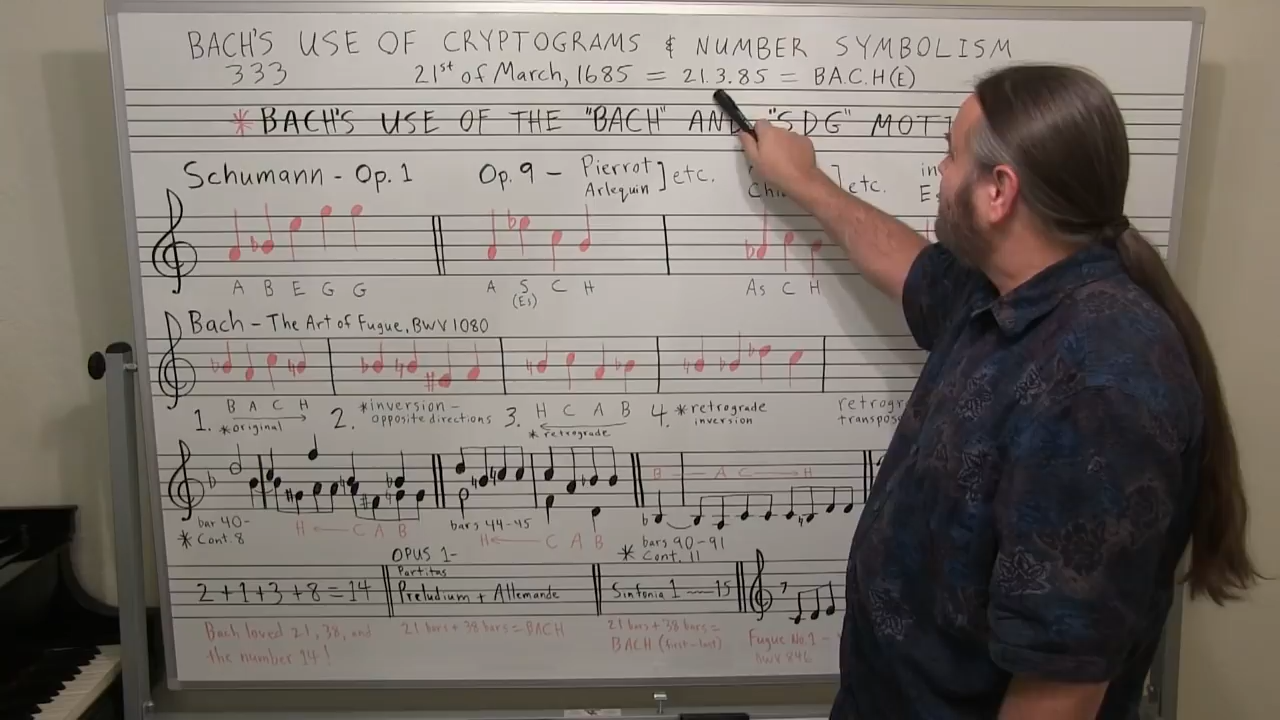 BACH'S USE OF CRYPTOGRAMS & NUMBER SYMBOLISM
333 21st of March, 1685 = 21.3.85 = B.A.C.H(E)
*BACH'S USE OF THE "BACH" AND "SDG"
Schumann - Op. 1 Op. 9 - Pierrot Arlequin ] etc. ] etc.
A B E G G A S (Es) C H As C H
Bach - The Art of Fugue, BWV 1080
1. B A C H *original 2. *inversion - opposite directions 3. H C A B *retrograde 4. *retrograde inversion
B A C H
bar 40- * Cont. 8 H C A B bars 44-45 H C A B * bars 90-91 Cont. 11
OPUS 1-
Partitas
2+1+3+8=14 Preludium + Allemande Sinfonia 1 — 15 7
Bach loved 21, 38, and 21 bars + 38 bars = BACH 21 bars + 38 bars = Fugue No. 1 -
the number 14! BACH (first-last) BWV 846